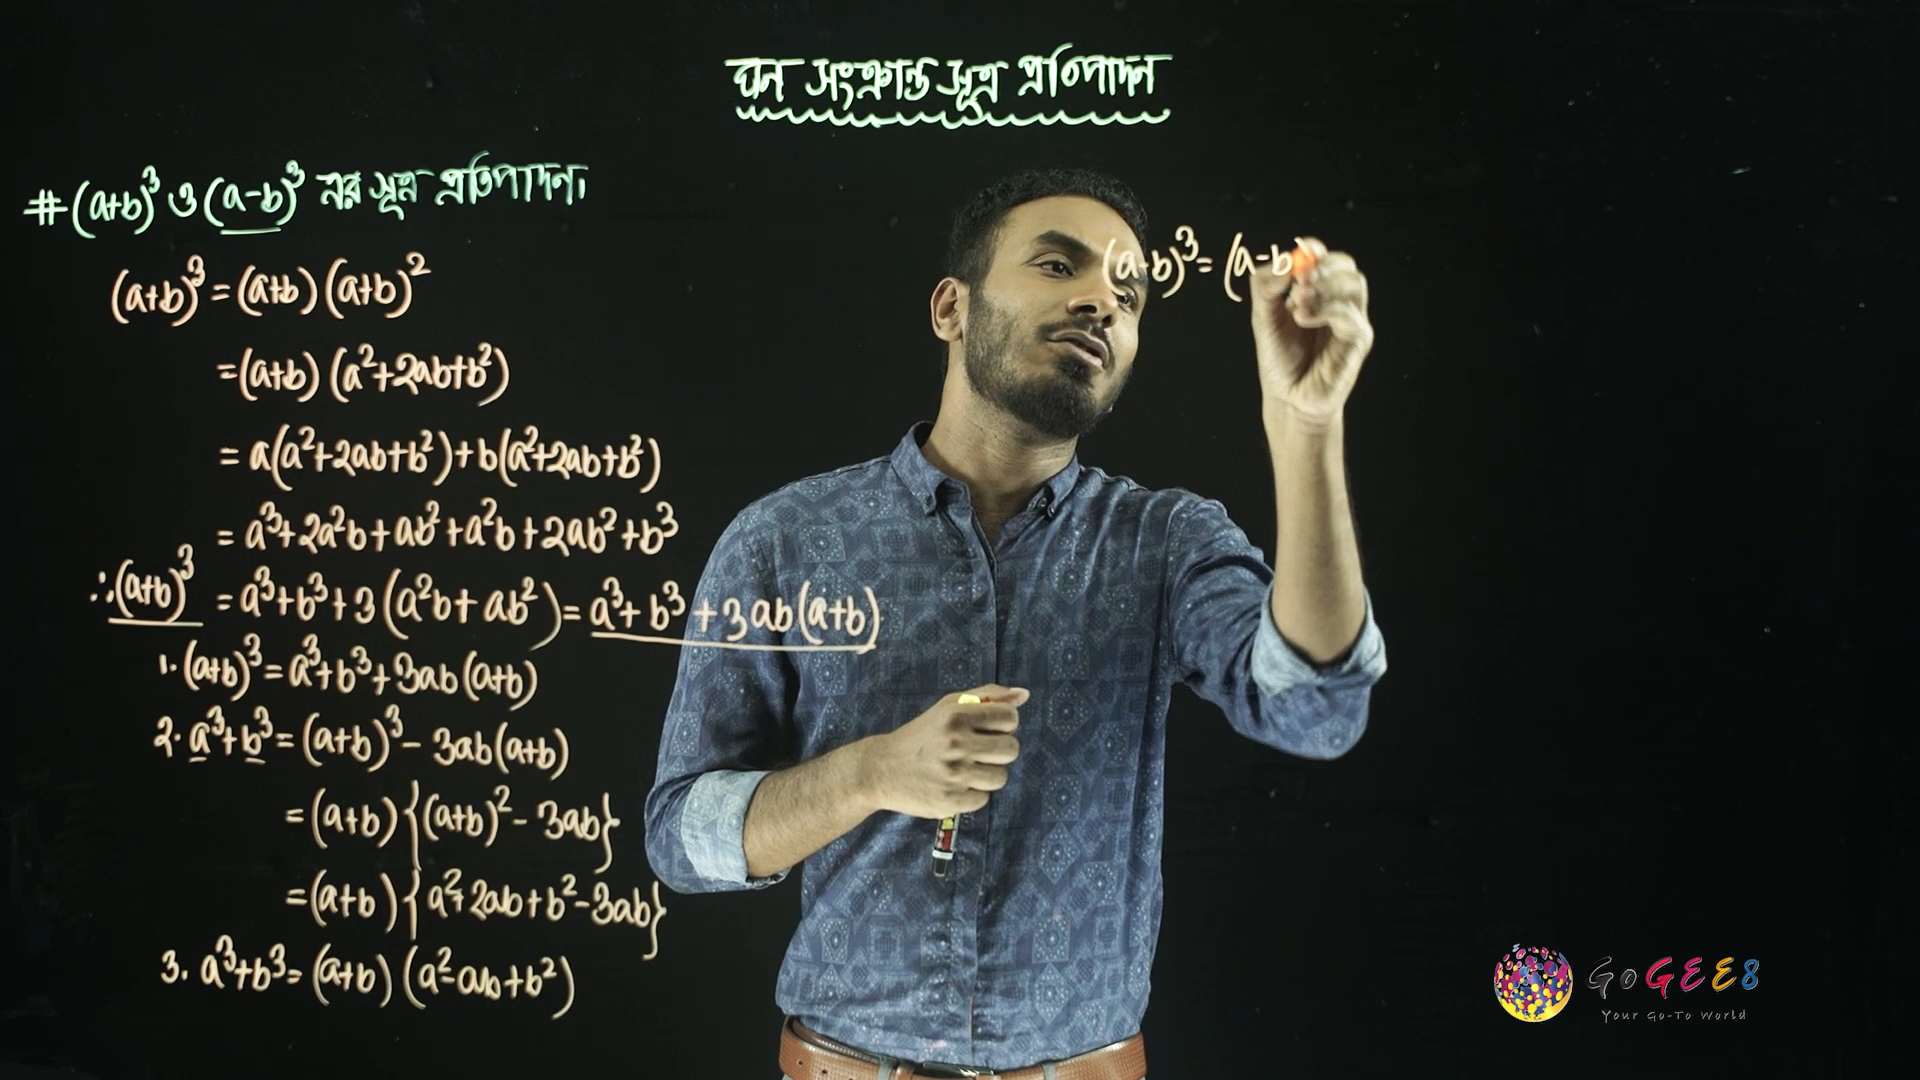 ঘন সংক্রান্ত সূত্র প্রতিপাদন
# (a+b)³ ও (a-b)³ এর সূত্র প্রতিপাদন।
(a+b)³ = (a+b) (a+b)²
= (a+b) (a²+2ab+b²)
= a(a²+2ab+b²)+b(a²+2ab+b²)
= a³+2a²b+ab²+a²b+2ab²+b³
∴(a+b)³ = a³+b³+3(a²b+ab²)= a³+b³+3ab(a+b)
1. (a+b)³= a³+b³+3ab(a+b)
2. a³+b³= (a+b)³- 3ab(a+b)
= (a+b) {(a+b)²- 3ab}
= (a+b) {a²+2ab+b²-3ab}
3. a³+b³= (a+b) (a²-ab+b²)
(a-b)³= (a-b)
GoGEE8
Your Go-To World